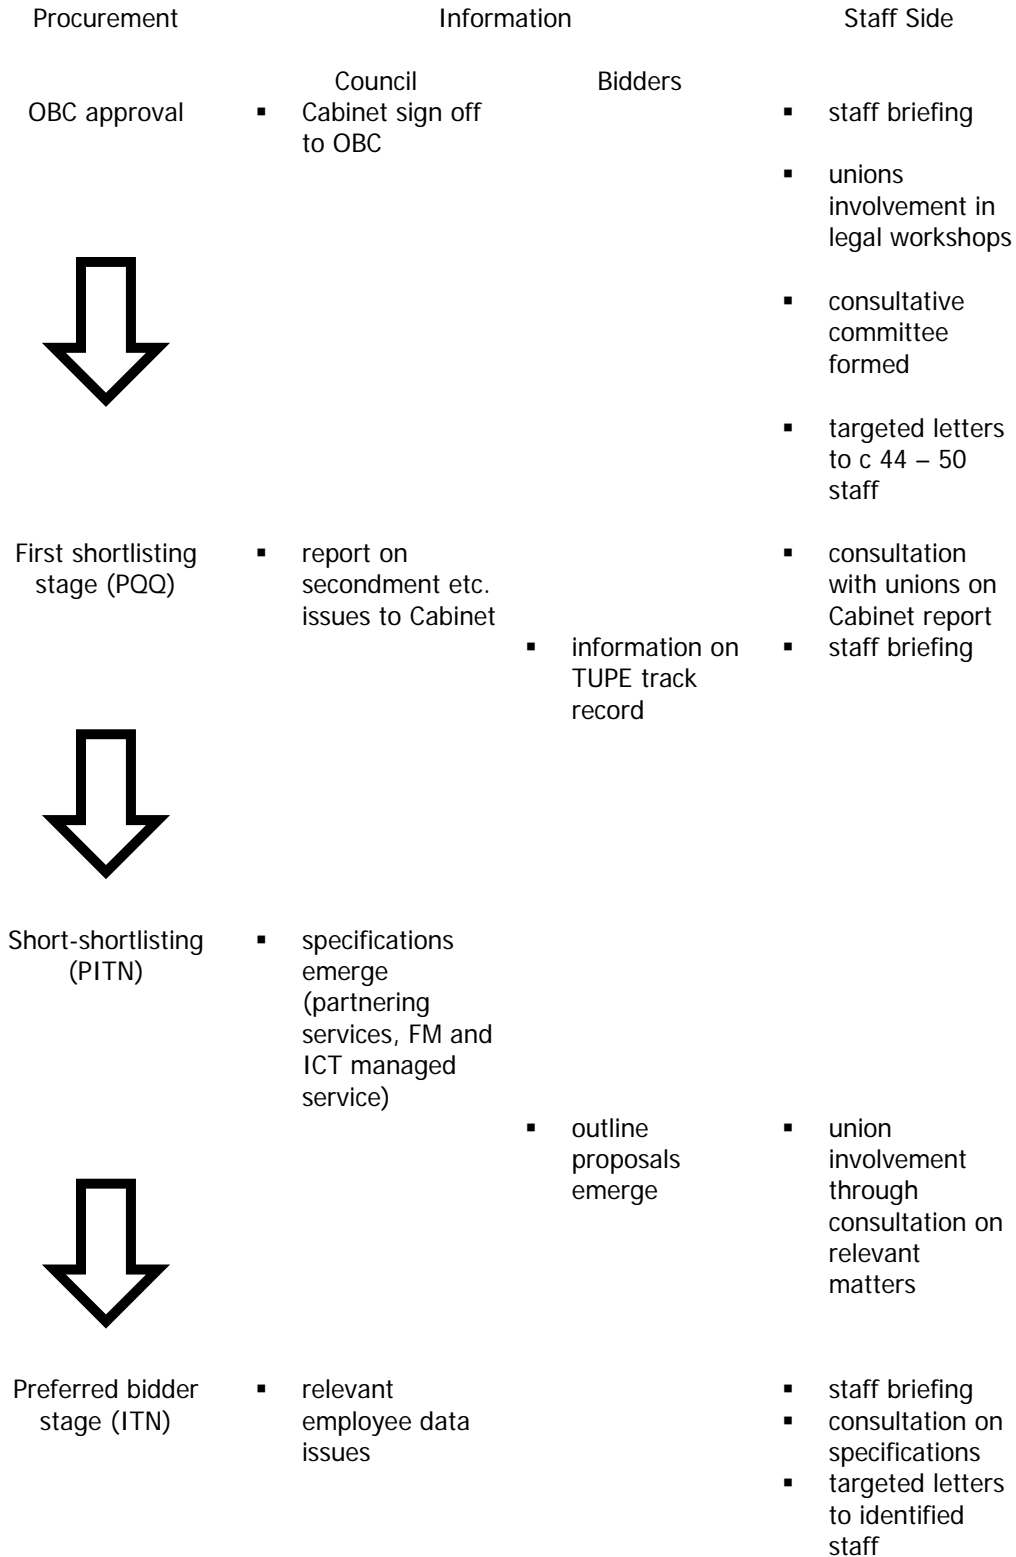 Procurement
Information
Staff Side
Council
Bidders
OBC approval
▪ Cabinet sign off
to OBC
▪ staff briefing
▪ unions
involvement in
legal workshops
▪ consultative
committee
formed
▪ targeted letters
to c 44 – 50
staff
First shortlisting
stage (PQQ)
▪ report on
secondment etc.
issues to Cabinet
▪ consultation
with unions on
Cabinet report
▪ information on
TUPE track
record
▪ staff briefing
Short-shortlisting
(PITN)
▪ specifications
emerge
(partnering
services, FM and
ICT managed
service)
▪ outline
proposals
emerge
▪ union
involvement
through
consultation on
relevant
matters
Preferred bidder
stage (ITN)
▪ relevant
employee data
issues
▪ staff briefing
▪ consultation on
specifications
▪ targeted letters
to identified
staff